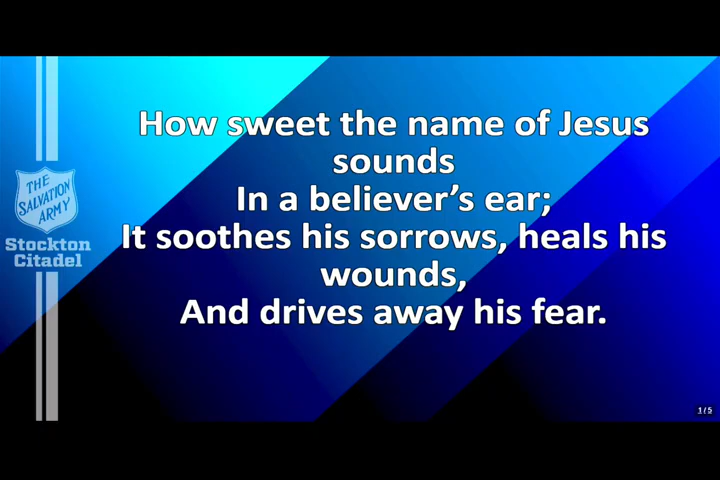 How sweet the name of Jesus
sounds
In a believer's ear;
It soothes his sorrows, heals his
wounds,
And drives away his fear.
THE
SALVATION
ARMY
Stockton
Citadel
1/5